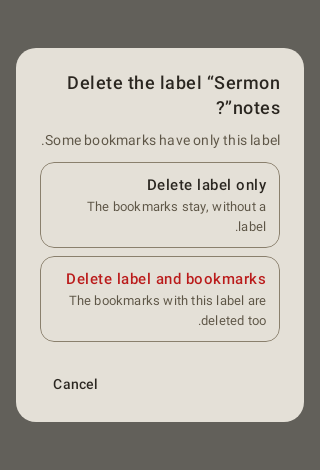 Delete the label “Sermon
notes”?
Some bookmarks have only this label.
Delete label only
The bookmarks stay, without a
label.
Delete label and bookmarks
The bookmarks with this label are
deleted too.
Cancel